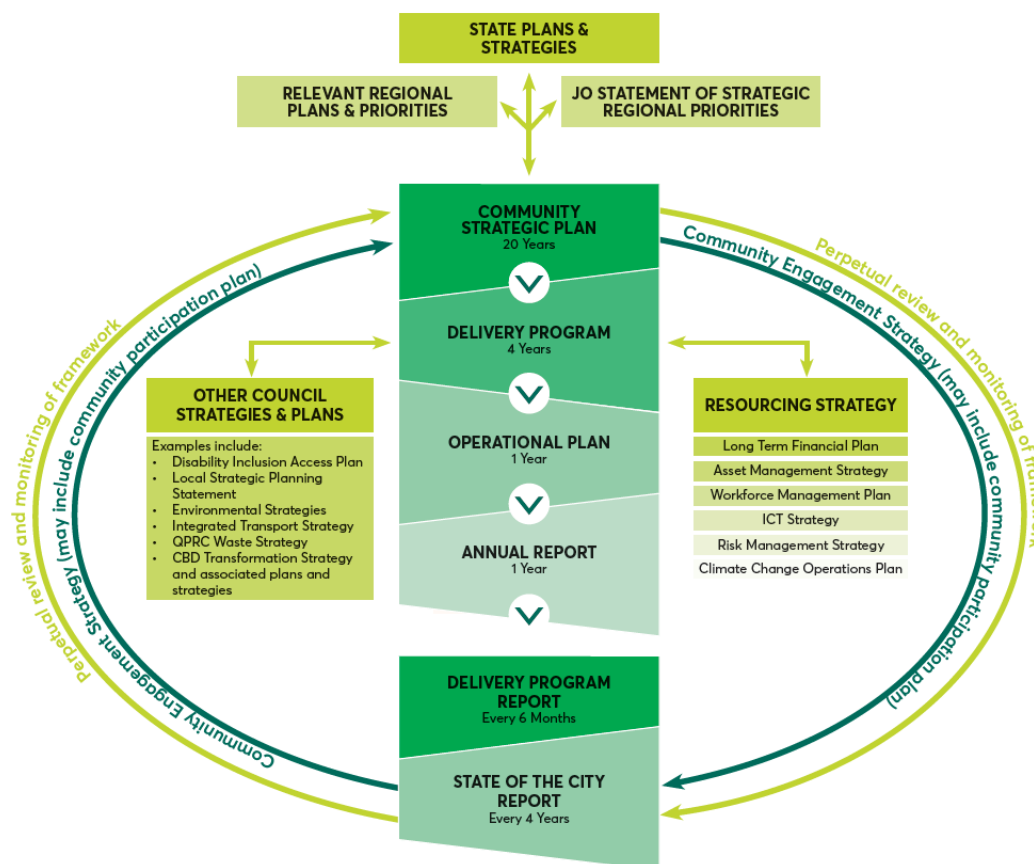 STATE PLANS &
STRATEGIES
RELEVANT REGIONAL
PLANS & PRIORITIES
JO STATEMENT OF STRATEGIC
REGIONAL PRIORITIES
COMMUNITY
STRATEGIC PLAN
20 Years
DELIVERY PROGRAM
4 Years
OPERATIONAL PLAN
1 Year
ANNUAL REPORT
1 Year
DELIVERY PROGRAM
REPORT
Every 6 Months
STATE OF THE CITY
REPORT
Every 4 Years
OTHER COUNCIL
STRATEGIES & PLANS
Examples include:
• Disability Inclusion Access Plan
• Local Strategic Planning
Statement
• Environmental Strategies
• Integrated Transport Strategy
• QPRC Waste Strategy
• CBD Transformation Strategy
and associated plans and
strategies
RESOURCING STRATEGY
Long Term Financial Plan
Asset Management Strategy
Workforce Management Plan
ICT Strategy
Risk Management Strategy
Climate Change Operations Plan
Perpetual review and monitoring of framework
Community Engagement Strategy (may include community participation plan)
Community Engagement Strategy (may include community participation plan)
Perpetual review and monitoring of framework